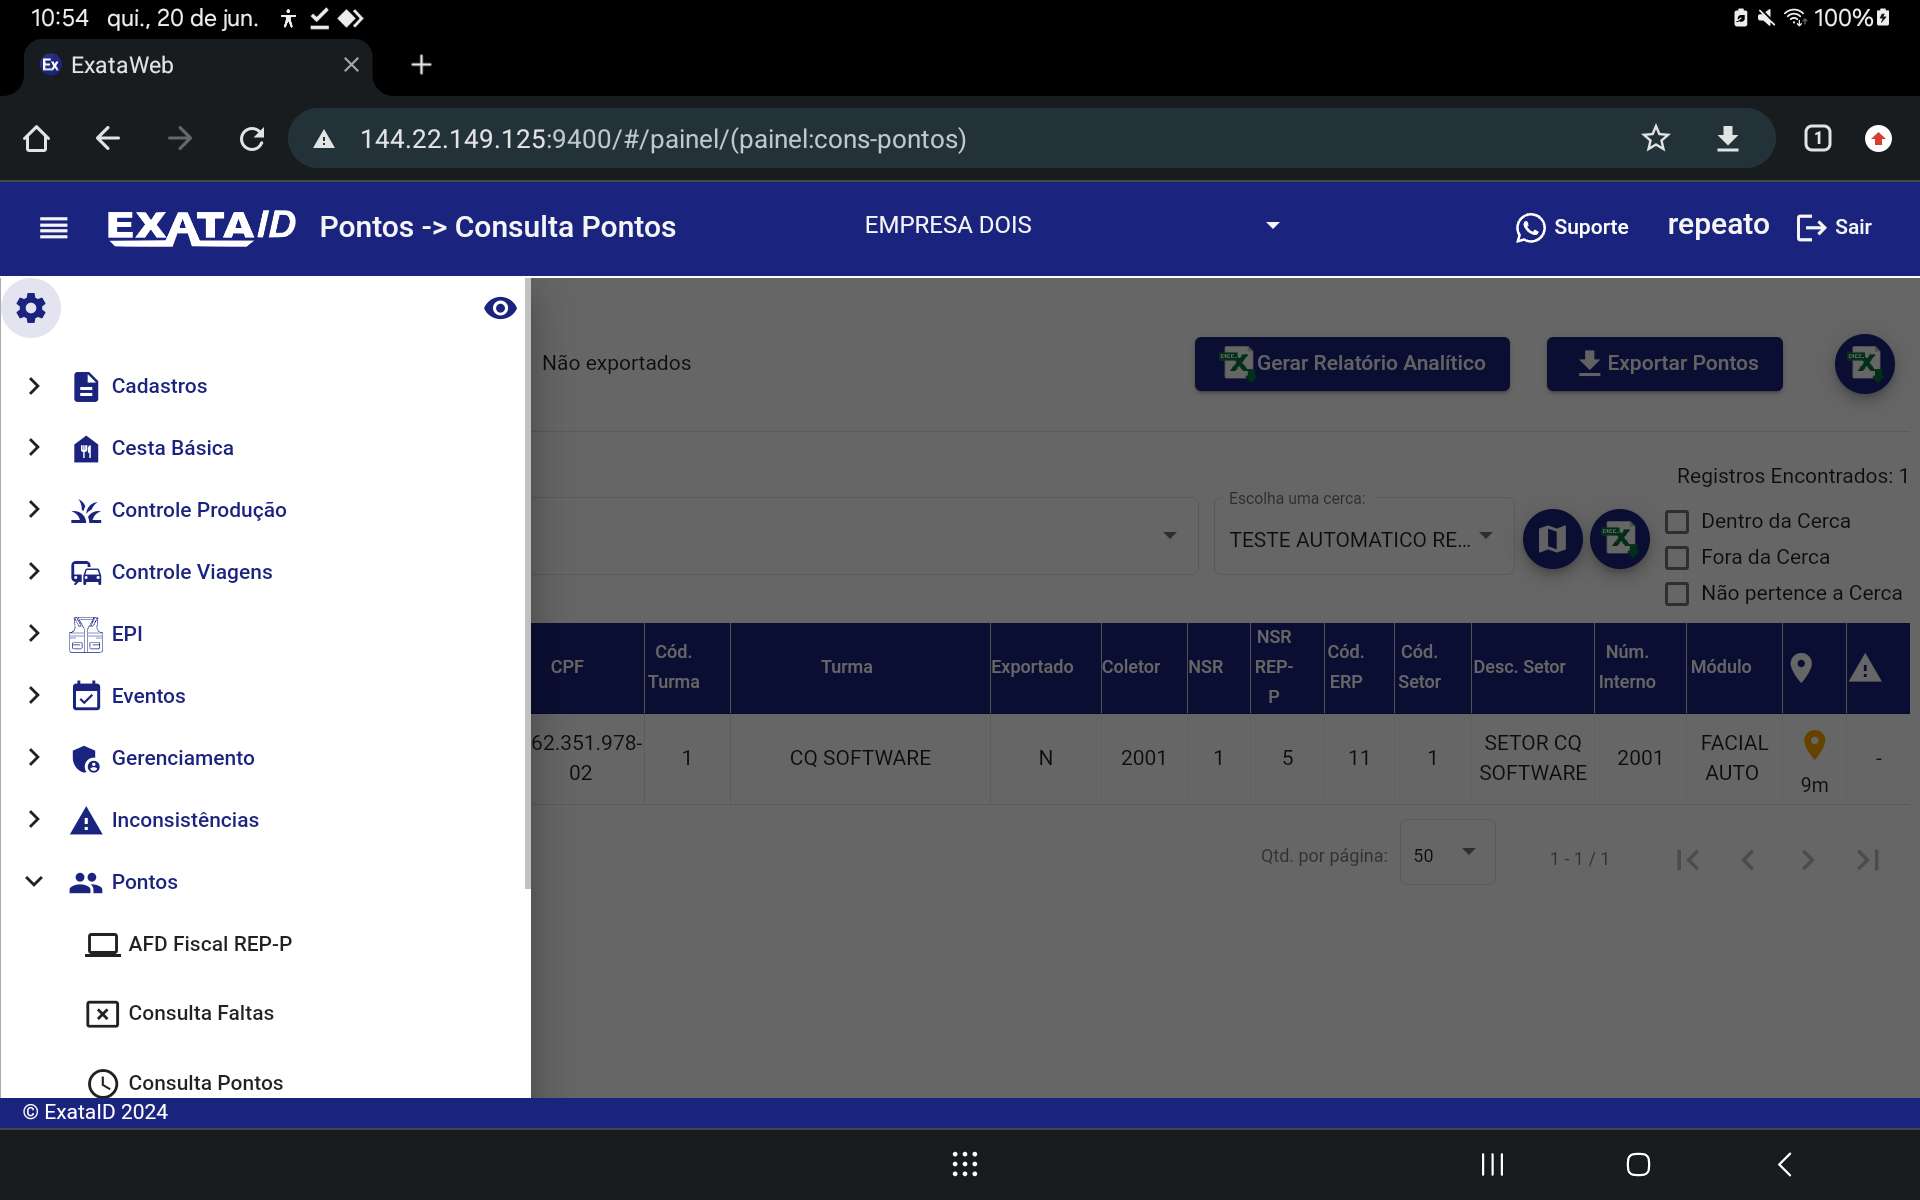 10:54 qui., 20 de jun. 100%
Ex ExataWeb
144.22.149.125:9400/#/painel/(painel:cons-pontos) 1
EXATA ID Pontos -> Consulta Pontos EMPRESA DOIS Suporte repeato Sair
Não exportados Gerar Relatório Analítico Exportar Pontos
Cadastros
Cesta Básica
Controle Produção
Controle Viagens
EPI
Eventos
Gerenciamento
Inconsistências
Pontos
AFD Fiscal REP-P
Consulta Faltas
Consulta Pontos
Registros Encontrados: 1
Escolha uma cerca:
TESTE AUTOMATICO RE...
Dentro da Cerca
Fora da Cerca
Não pertence a Cerca
CPF Cód. Turma Turma Exportado Coletor NSR NSR REP-P Cód. ERP Cód. Setor Desc. Setor Núm. Interno Módulo
62.351.978-02 1 CQ SOFTWARE N 2001 1 5 11 1 SETOR CQ SOFTWARE 2001 FACIAL AUTO 9m -
Qtd. por página: 50 1 - 1 / 1
© ExataID 2024